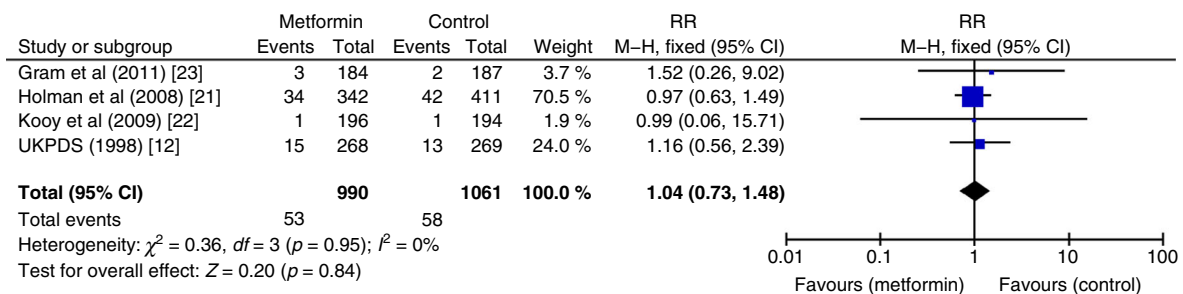 Metformin Control RR RR
Study or subgroup Events Total Events Total Weight M–H, fixed (95% CI) M–H, fixed (95% CI)
Gram et al (2011) [23] 3 184 2 187 3.7 % 1.52 (0.26, 9.02)
Holman et al (2008) [21] 34 342 42 411 70.5 % 0.97 (0.63, 1.49)
Kooy et al (2009) [22] 1 196 1 194 1.9 % 0.99 (0.06, 15.71)
UKPDS (1998) [12] 15 268 13 269 24.0 % 1.16 (0.56, 2.39)
Total (95% CI) 990 1061 100.0 % 1.04 (0.73, 1.48)
Total events 53 58
Heterogeneity: χ² = 0.36, df = 3 (p = 0.95); I² = 0%
Test for overall effect: Z = 0.20 (p = 0.84)
0.01 0.1 1 10 100
Favours (metformin) Favours (control)